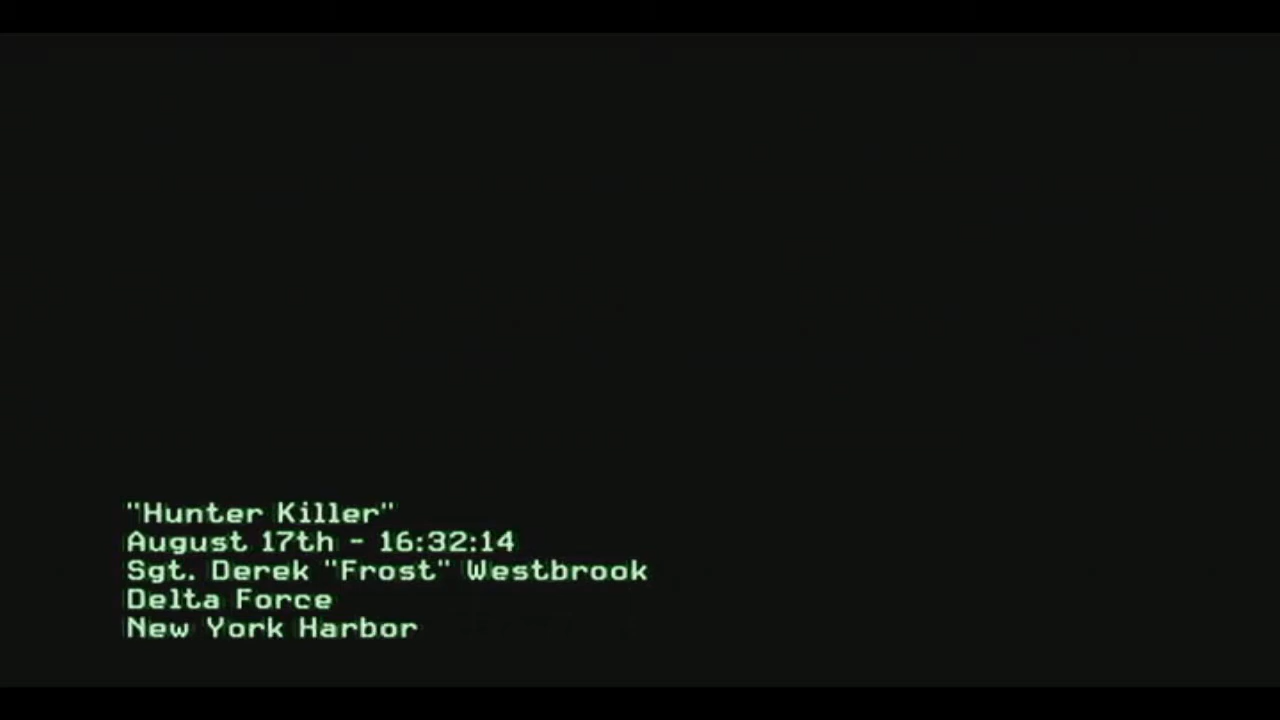 "Hunter Killer"
August 17th - 16:32:14
Sgt. Derek "Frost" Westbrook
Delta Force
New York Harbor